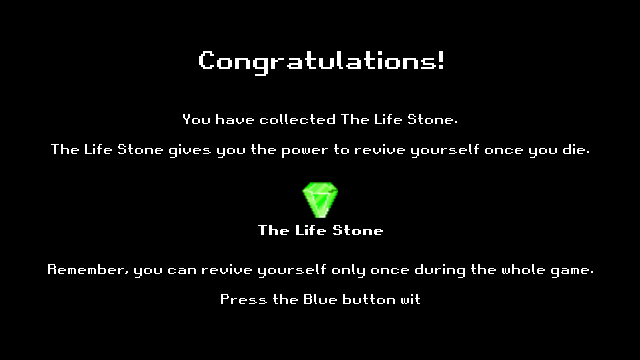 Congratulations!
You have collected The Life Stone.
The Life Stone gives you the power to revive yourself once you die.
The Life Stone
Remember, you can revive yourself only once during the whole game.
Press the Blue button wit